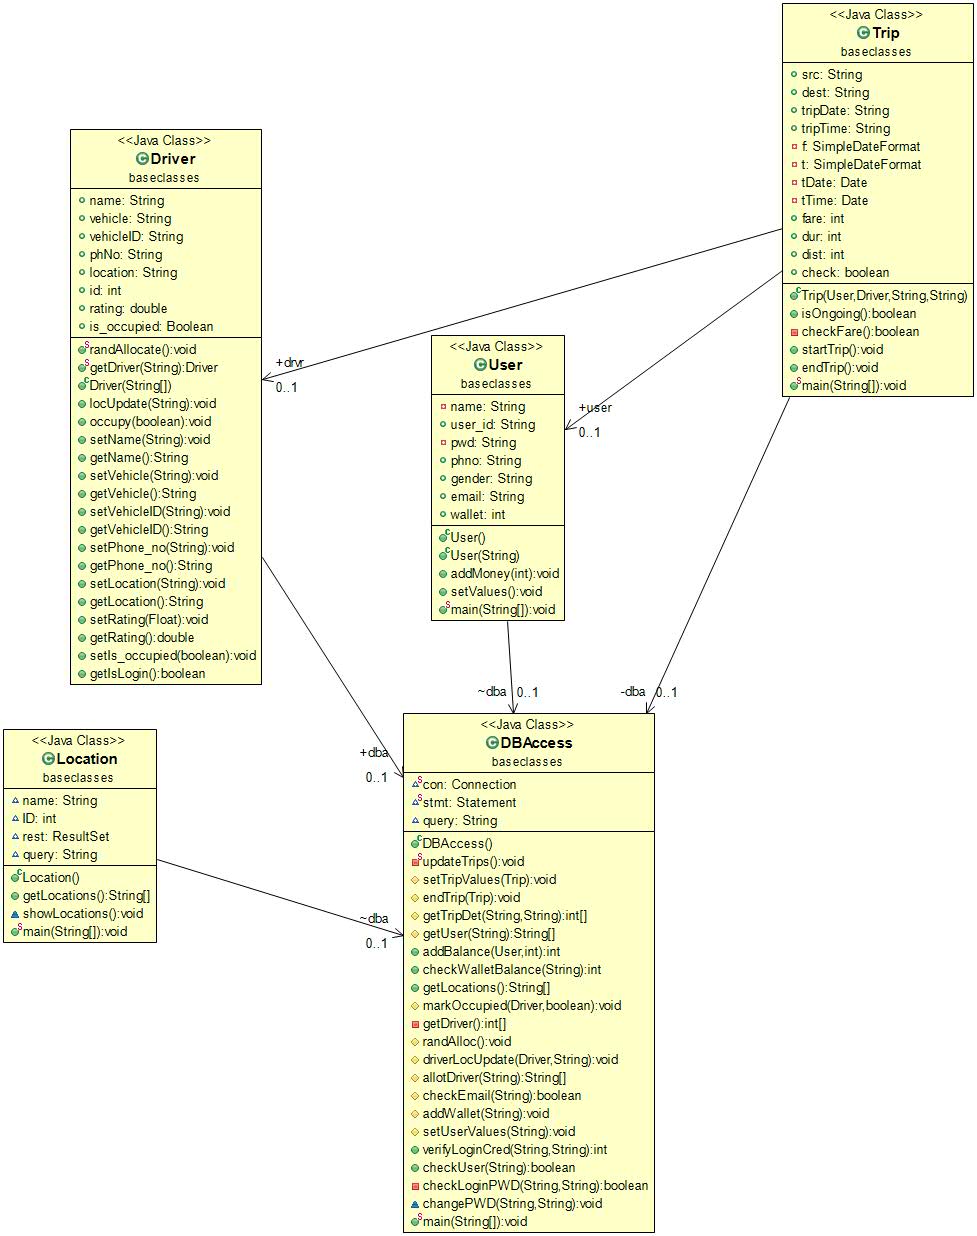 <<Java Class>>
Trip
baseclasses
src: String
dest: String
tripDate: String
tripTime: String
f: SimpleDateFormat
t: SimpleDateFormat
tDate: Date
tTime: Date
fare: int
dur: int
dist: int
check: boolean
Trip(User,Driver,String,String)
isOngoing():boolean
checkFare():boolean
startTrip():void
endTrip():void
main(String[]):void
<<Java Class>>
Driver
baseclasses
name: String
vehicle: String
vehicleID: String
phNo: String
location: String
id: int
rating: double
is_occupied: Boolean
randAllocate():void
getDriver(String):Driver
Driver(String[])
locUpdate(String):void
occupy(boolean):void
setName(String):void
getName():String
setVehicle(String):void
getVehicle():String
setVehicleID(String):void
getVehicleID():String
setPhone_no(String):void
getPhone_no():String
setLocation(String):void
getLocation():String
setRating(Float):void
getRating():double
setIs_occupied(boolean):void
getIsLogin():boolean
+drvr
0..1
<<Java Class>>
User
baseclasses
name: String
user_id: String
pwd: String
phno: String
gender: String
email: String
wallet: int
User()
User(String)
addMoney(int):void
setValues():void
main(String[]):void
+user
0..1
~dba 0..1
-dba 0..1
+dba
0..1
<<Java Class>>
Location
baseclasses
name: String
ID: int
rest: ResultSet
query: String
Location()
getLocations():String[]
showLocations():void
main(String[]):void
~dba
0..1
<<Java Class>>
DBAccess
baseclasses
con: Connection
stmt: Statement
query: String
DBAccess()
updateTrips():void
setTripValues(Trip):void
endTrip(Trip):void
getTripDet(String,String):int[]
getUser(String):String[]
addBalance(User,int):int
checkWalletBalance(String):int
getLocations():String[]
markOccupied(Driver,boolean):void
getDriver():int[]
randAlloc():void
driverLocUpdate(Driver,String):void
allotDriver(String):String[]
checkEmail(String):boolean
addWallet(String):void
setUserValues(String):void
verifyLoginCred(String,String):int
checkUser(String):boolean
checkLoginPWD(String,String):boolean
changePWD(String,String):void
main(String[]):void